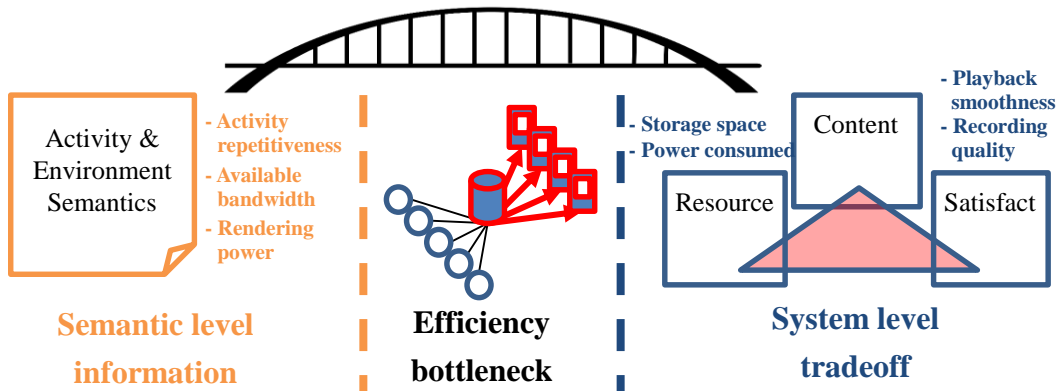 Activity &
Environment
Semantics
- Activity
repetitiveness
- Available
bandwidth
- Rendering
power
Semantic level
information
Efficiency
bottleneck
- Storage space
- Power consumed
Content
- Playback
smoothness
- Recording
quality
Resource
Satisfact
System level
tradeoff